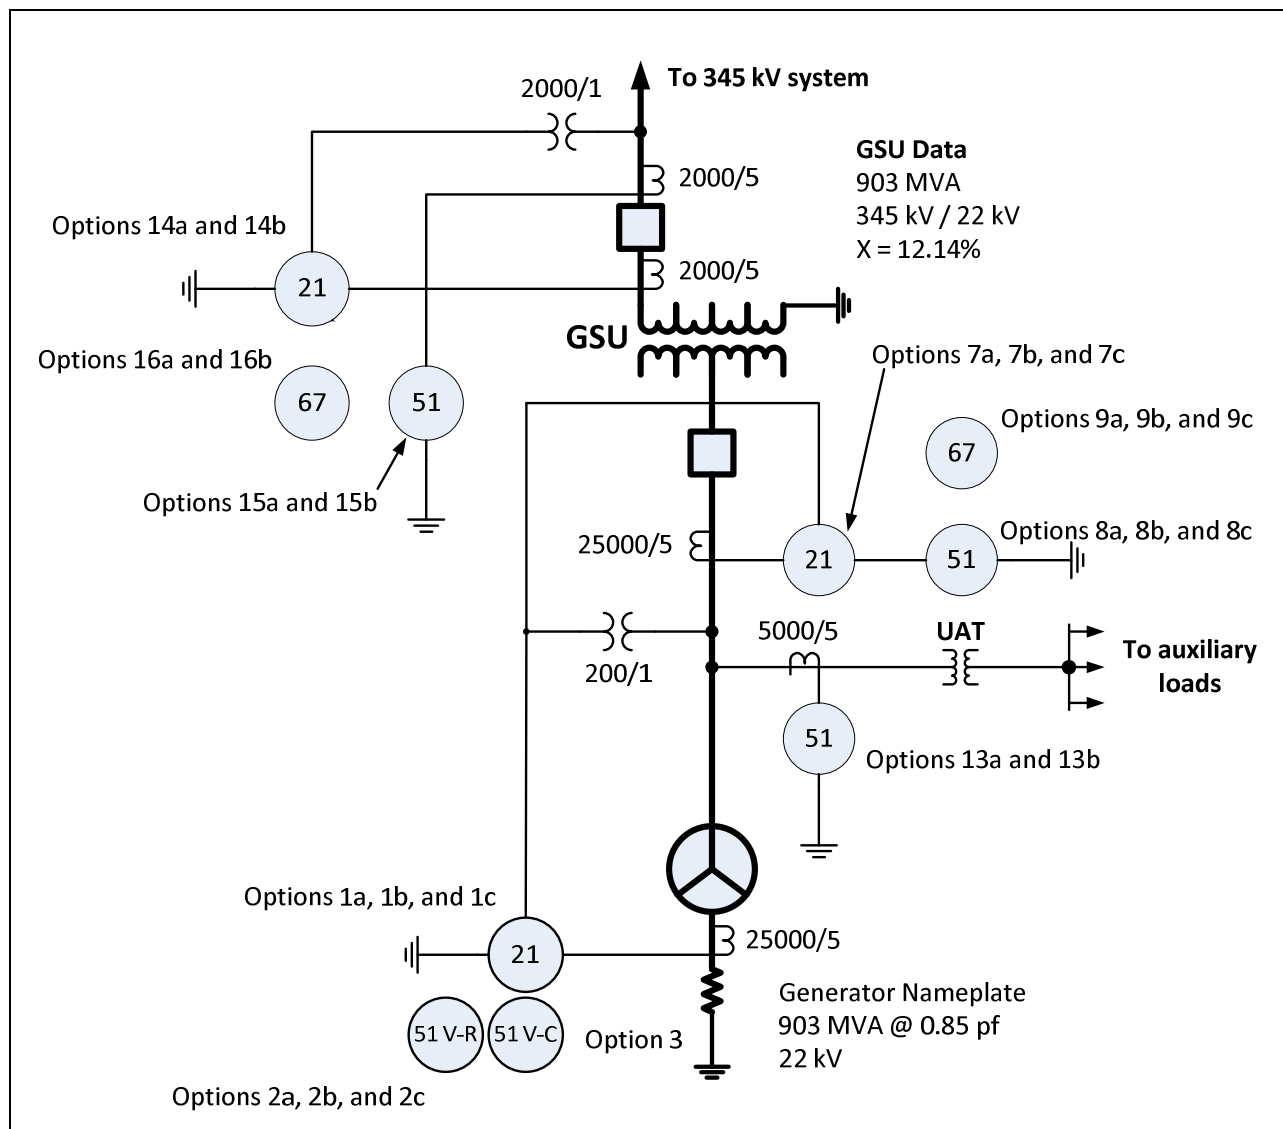 To 345 kV system
2000/1
GSU Data
903 MVA
345 kV / 22 kV
X = 12.14%
2000/5
Options 14a and 14b
2000/5
21
GSU
Options 16a and 16b
67
51
Options 7a, 7b, and 7c
Options 9a, 9b, and 9c
67
Options 15a and 15b
25000/5
21
51
Options 8a, 8b, and 8c
5000/5
UAT
To auxiliary
loads
200/1
51
Options 13a and 13b
Options 1a, 1b, and 1c
21
25000/5
Generator Nameplate
903 MVA @ 0.85 pf
22 kV
51 V-R
51 V-C
Option 3
Options 2a, 2b, and 2c